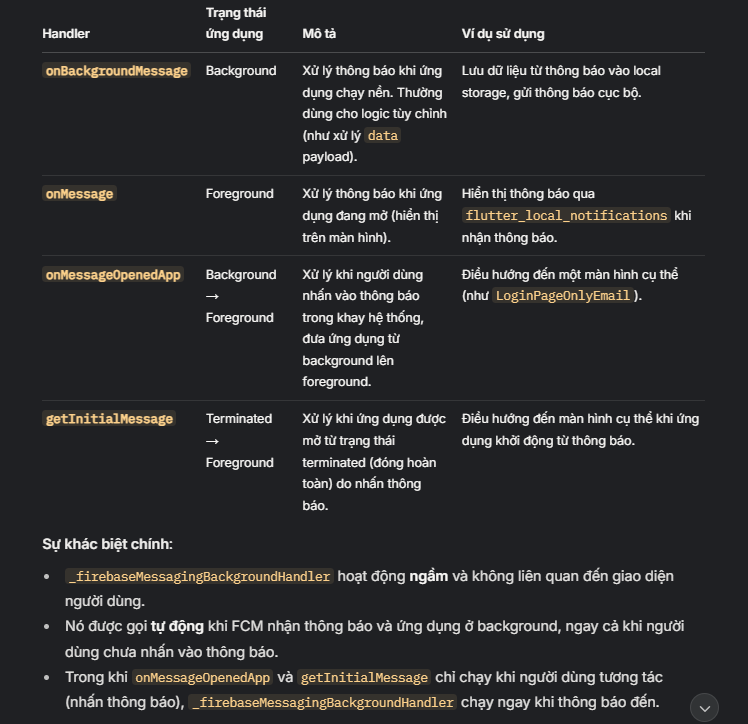 Handler Trạng thái ứng dụng Mô tả Ví dụ sử dụng
onBackgroundMessage Background Xử lý thông báo khi ứng Lưu dữ liệu từ thông báo vào local
dụng chạy nền. Thường storage, gửi thông báo cục bộ.
dùng cho logic tùy chỉnh
(như xử lý data
payload).
onMessage Foreground Xử lý thông báo khi ứng Hiển thị thông báo qua
dụng đang mở (hiển thị flutter_local_notifications khi
trên màn hình). nhận thông báo.
onMessageOpenedApp Background Xử lý khi người dùng Điều hướng đến một màn hình cụ thể
→ nhấn vào thông báo (như LoginPageOnlyEmail).
Foreground trong khay hệ thống,
đưa ứng dụng từ
background lên
foreground.
getInitialMessage Terminated Xử lý khi ứng dụng được Điều hướng đến màn hình cụ thể khi ứng
→ mở từ trạng thái dụng khởi động từ thông báo.
Foreground terminated (đóng hoàn
toàn) do nhấn thông
báo.
Sự khác biệt chính:
• _firebaseMessagingBackgroundHandler hoạt động ngầm và không liên quan đến giao diện
người dùng.
• Nó được gọi tự động khi FCM nhận thông báo và ứng dụng ở background, ngay cả khi người
dùng chưa nhấn vào thông báo.
• Trong khi onMessageOpenedApp và getInitialMessage chỉ chạy khi người dùng tương tác
(nhấn thông báo), _firebaseMessagingBackgroundHandler chạy ngay khi thông báo đến.